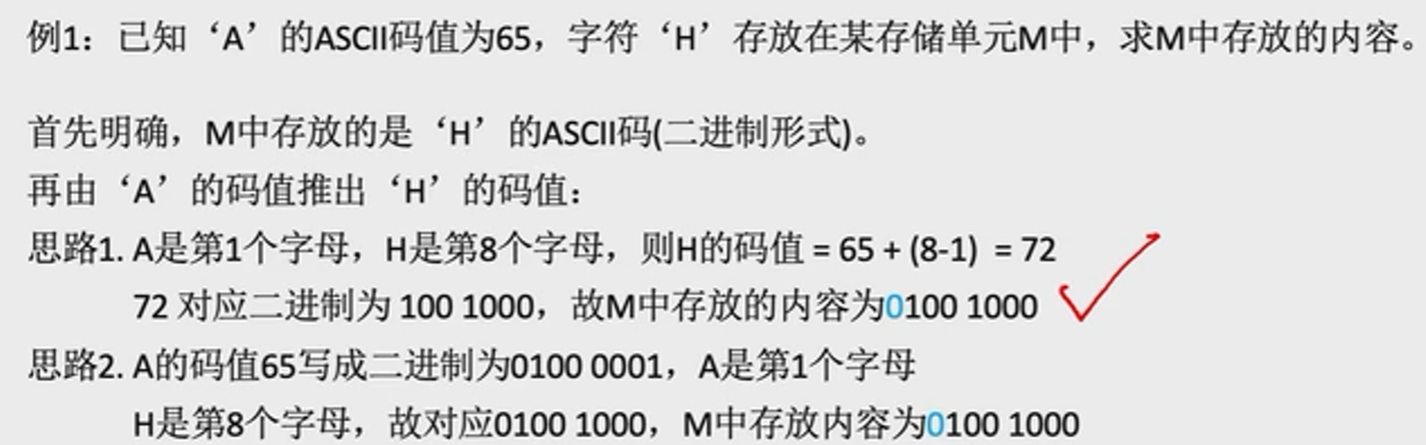 例1：已知‘A’的ASCII码值为65，字符‘H’存放在某存储单元M中，求M中存放的内容。
首先明确，M中存放的是‘H’的ASCII码(二进制形式)。
再由‘A’的码值推出‘H’的码值：
思路1. A是第1个字母，H是第8个字母，则H的码值 = 65 + (8-1) = 72
72 对应二进制为 100 1000，故M中存放的内容为0100 1000
思路2. A的码值65写成二进制为0100 0001，A是第1个字母
H是第8个字母，故对应0100 1000，M中存放内容为0100 1000